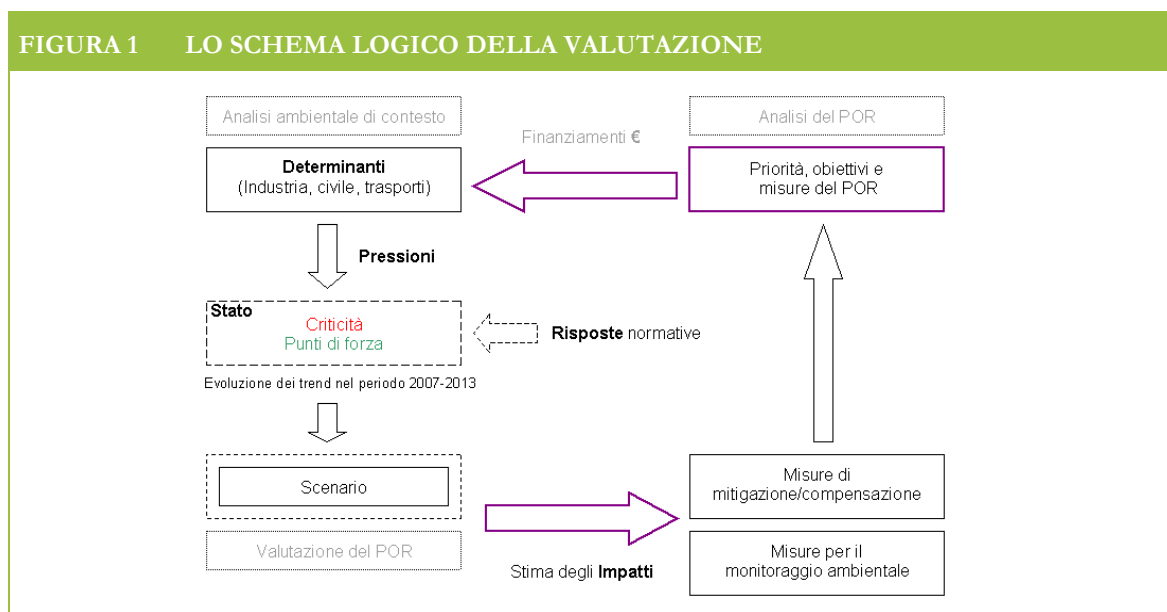 FIGURA 1 LO SCHEMA LOGICO DELLA VALUTAZIONE
Analisi ambientale di contesto
Analisi del POR
Finanziamenti €
Determinanti
(Industria, civile, trasporti)
Priorità, obiettivi e
misure del POR
Pressioni
Stato
Criticità
Punti di forza
Risposte normative
Evoluzione dei trend nel periodo 2007-2013
Scenario
Misure di
mitigazione/compensazione
Valutazione del POR
Stima degli Impatti
Misure per il
monitoraggio ambientale